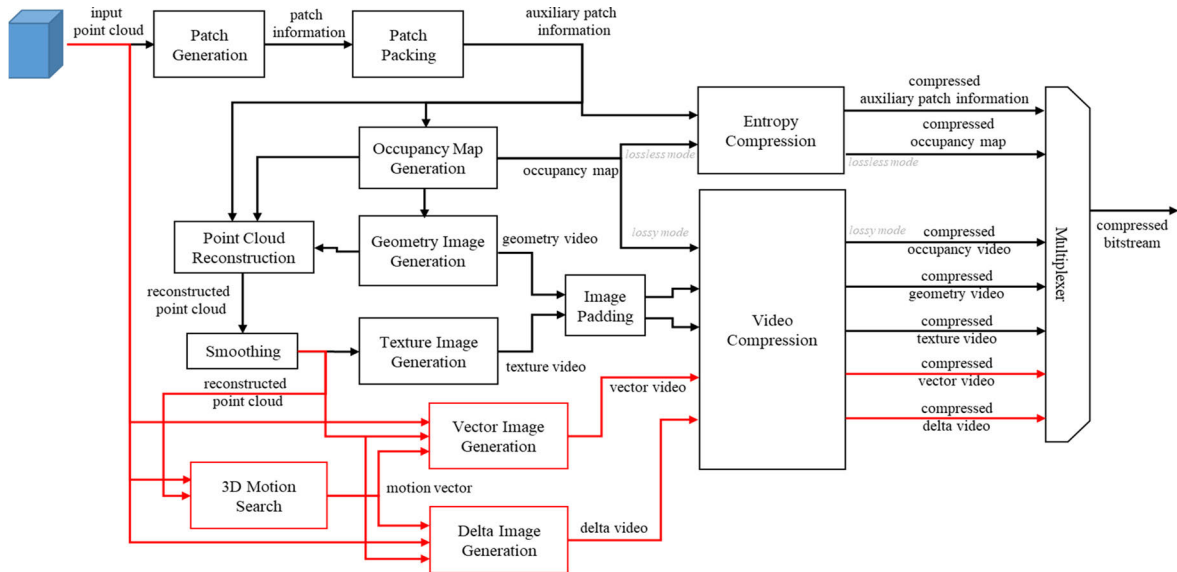 input
point cloud
Patch
Generation
patch
information
Patch
Packing
auxiliary patch
information
Entropy
Compression
compressed
auxiliary patch information
compressed
occupancy map
lossless mode
Occupancy Map
Generation
occupancy map
lossless mode
Point Cloud
Reconstruction
Geometry Image
Generation
geometry video
lossy mode
lossy mode
compressed
occupancy video
compressed
geometry video
compressed
texture video
compressed
vector video
compressed
delta video
Multiplexer
compressed
bitstream
Image
Padding
Video
Compression
reconstructed
point cloud
Smoothing
Texture Image
Generation
texture video
reconstructed
point cloud
Vector Image
Generation
vector video
3D Motion
Search
motion vector
Delta Image
Generation
delta video